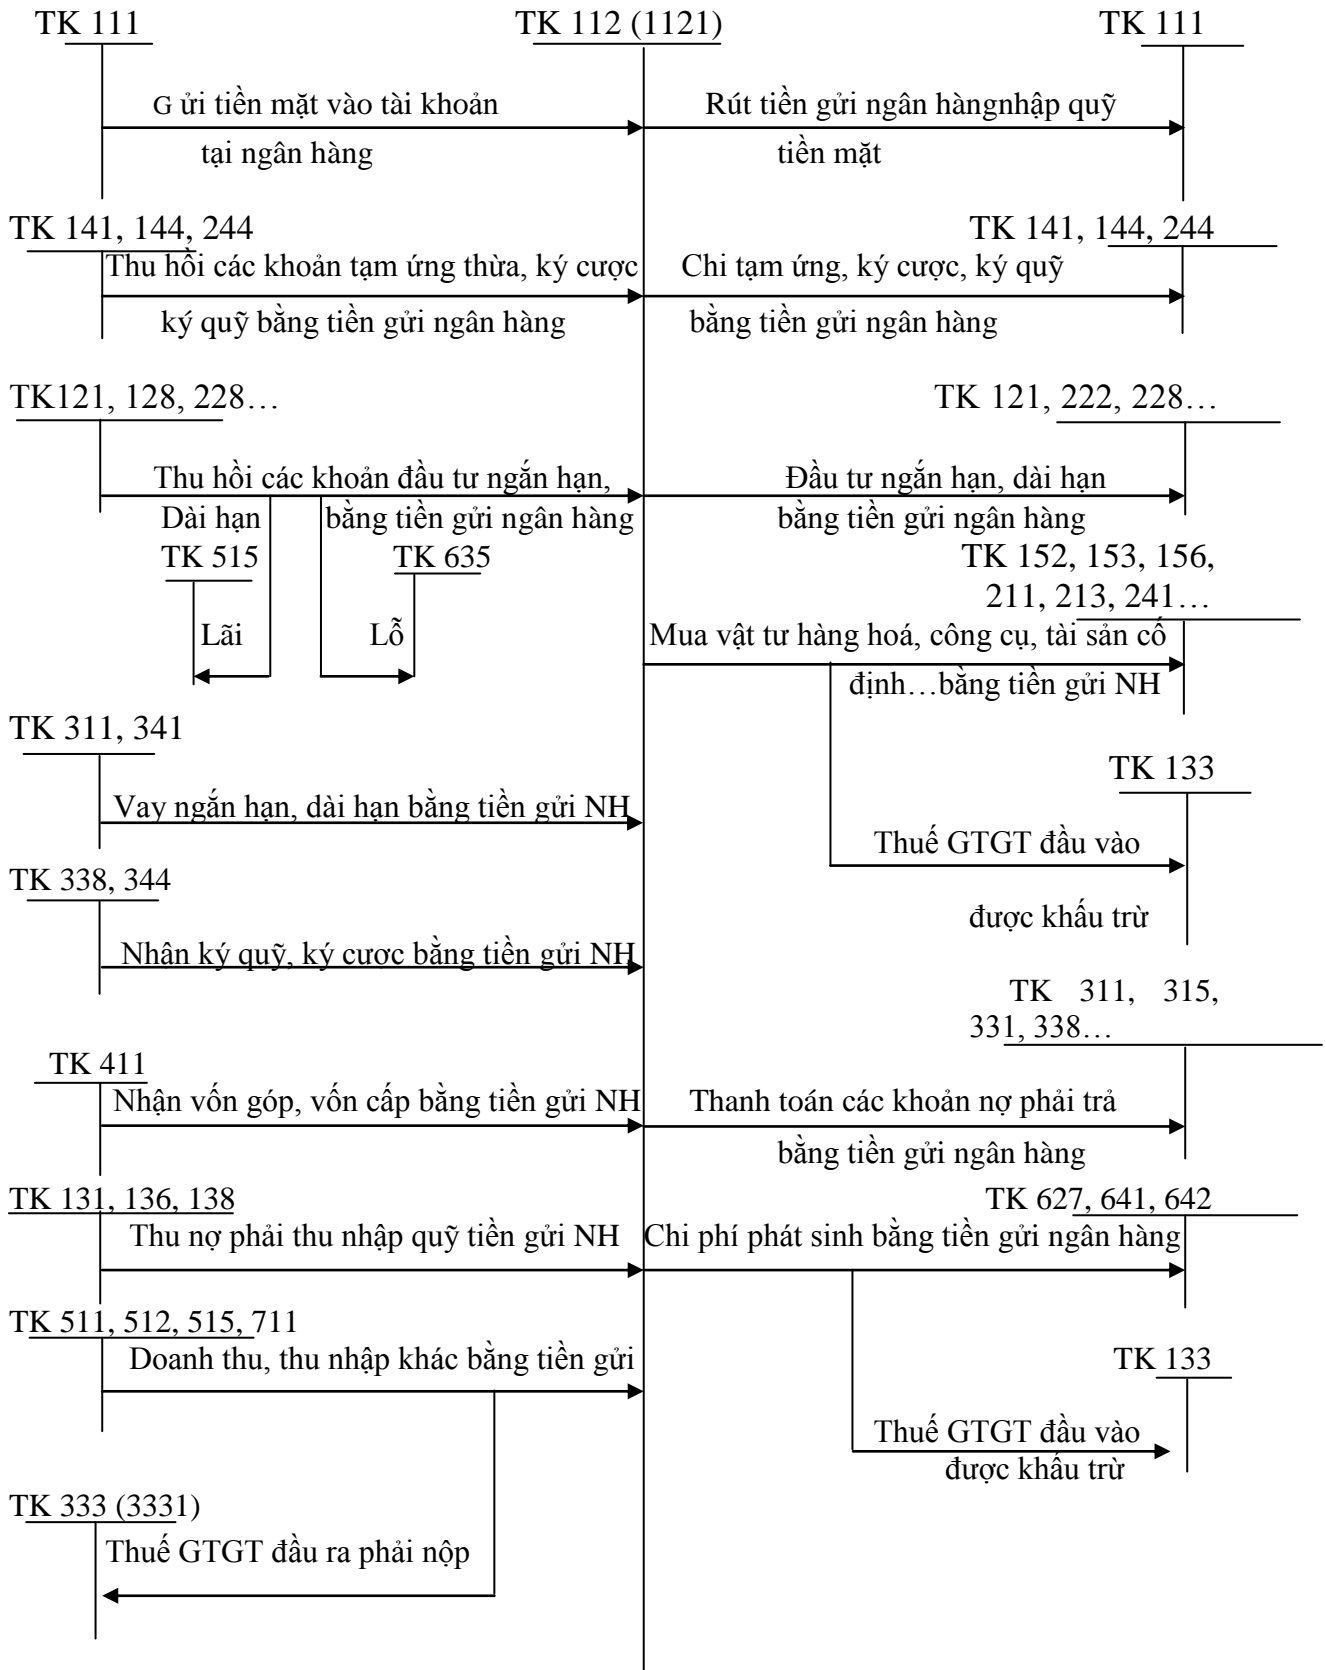 TK 111
TK 112 (1121)
TK 111
G ửi tiền mặt vào tài khoản
tại ngân hàng
Rút tiền gửi ngân hàngnhập quỹ
tiền mặt
TK 141, 144, 244
TK 141, 144, 244
Thu hồi các khoản tạm ứng thừa, ký cược
ký quỹ bằng tiền gửi ngân hàng
Chi tạm ứng, ký cược, ký quỹ
bằng tiền gửi ngân hàng
TK121, 128, 228…
TK 121, 222, 228…
Thu hồi các khoản đầu tư ngắn hạn,
Dài hạn
bằng tiền gửi ngân hàng
Đầu tư ngắn hạn, dài hạn
bằng tiền gửi ngân hàng
TK 515
TK 635
Lãi
Lỗ
TK 152, 153, 156,
211, 213, 241…
Mua vật tư hàng hoá, công cụ, tài sản cố
định…bằng tiền gửi NH
TK 311, 341
Vay ngắn hạn, dài hạn bằng tiền gửi NH
TK 133
Thuế GTGT đầu vào
được khấu trừ
TK 338, 344
Nhận ký quỹ, ký cược bằng tiền gửi NH
TK 311, 315,
331, 338…
TK 411
Nhận vốn góp, vốn cấp bằng tiền gửi NH
Thanh toán các khoản nợ phải trả
bằng tiền gửi ngân hàng
TK 131, 136, 138
TK 627, 641, 642
Thu nợ phải thu nhập quỹ tiền gửi NH
Chi phí phát sinh bằng tiền gửi ngân hàng
TK 511, 512, 515, 711
Doanh thu, thu nhập khác bằng tiền gửi
TK 133
Thuế GTGT đầu vào
được khấu trừ
TK 333 (3331)
Thuế GTGT đầu ra phải nộp